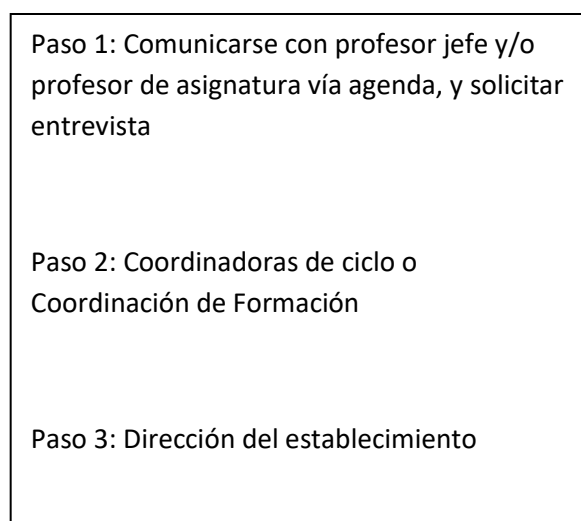 Paso 1: Comunicarse con profesor jefe y/o
profesor de asignatura vía agenda, y solicitar
entrevista
Paso 2: Coordinadoras de ciclo o
Coordinación de Formación
Paso 3: Dirección del establecimiento